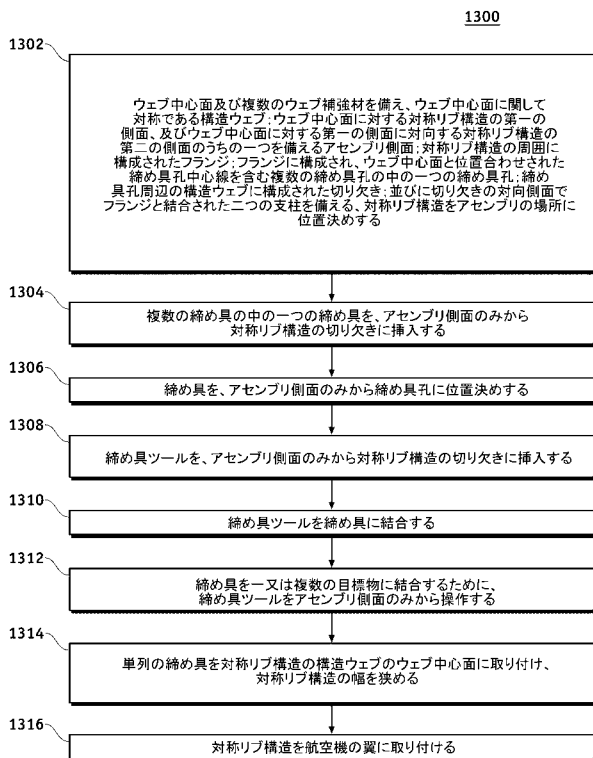 1300
1302
ウェブ中心面及び複数のウェブ補強材を備え、ウェブ中心面に関して
対称である構造ウェブ；ウェブ中心面に対する対称リブ構造の第一の
側面、及びウェブ中心面に対する第一の側面に対向する対称リブ構造の
第二の側面のうちの一つを備えるアセンブリ側面；対称リブ構造の周囲に
構成されたフランジ；フランジに構成され、ウェブ中心面と位置合わせされた
締め具孔中心線を含む複数の締め具孔の中の一つの締め具孔；締め
具孔周辺の構造ウェブに構成された切り欠き；並びに切り欠きの対向側面で
フランジと結合された二つの支柱を備える、対称リブ構造をアセンブリの場所に
位置決めする
1304
複数の締め具の中の一つの締め具を、アセンブリ側面のみから
対称リブ構造の切り欠きに挿入する
1306
締め具を、アセンブリ側面のみから締め具孔に位置決めする
1308
締め具ツールを、アセンブリ側面のみから対称リブ構造の切り欠きに挿入する
1310
締め具ツールを締め具に結合する
1312
締め具を一又は複数の目標物に結合するために、
締め具ツールをアセンブリ側面のみから操作する
1314
単列の締め具を対称リブ構造の構造ウェブのウェブ中心面に取り付け、
対称リブ構造の幅を狭める
1316
対称リブ構造を航空機の翼に取り付ける